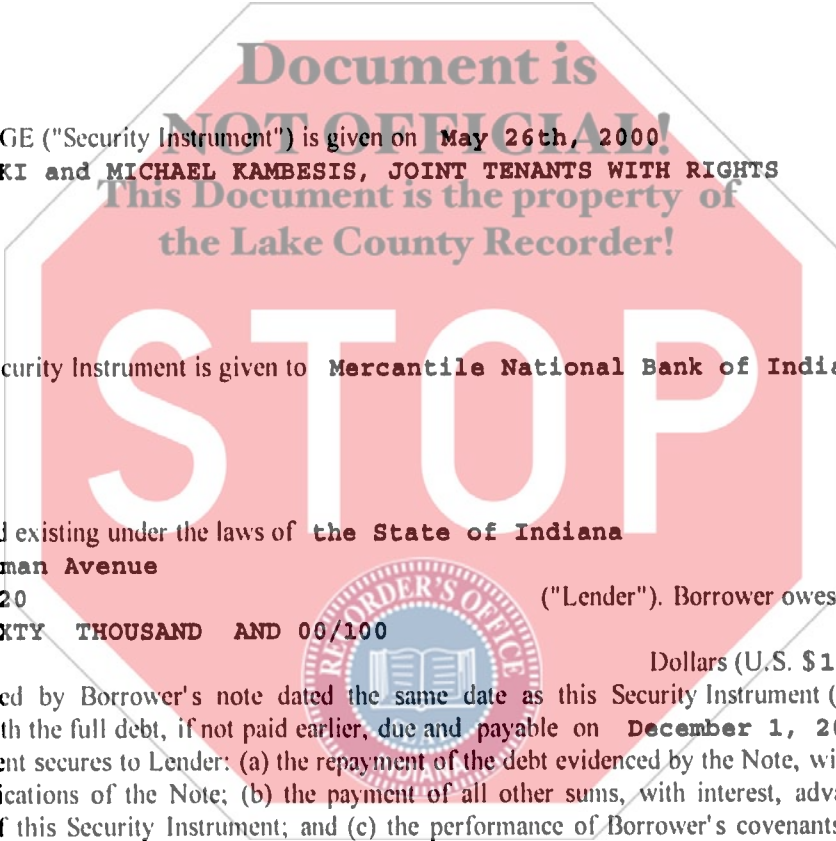 Document is
NOT OFFICIAL!
This Document is the property of
the Lake County Recorder!
STOP
GE ("Security Instrument") is given on May 26th, 2000
KI and MICHAEL KAMBESIS, JOINT TENANTS WITH RIGHTS
curity Instrument is given to Mercantile National Bank of India
d existing under the laws of the State of Indiana
man Avenue
20 ("Lender"). Borrower owes
XTY THOUSAND AND 00/100
Dollars (U.S. $1
ed by Borrower's note dated the same date as this Security Instrument (
th the full debt, if not paid earlier, due and payable on December 1, 20
ent secures to Lender: (a) the repayment of the debt evidenced by the Note, wi
ications of the Note; (b) the payment of all other sums, with interest, adva
f this Security Instrument; and (c) the performance of Borrower's covenants
RECORDER'S OFFICE
INDIANA